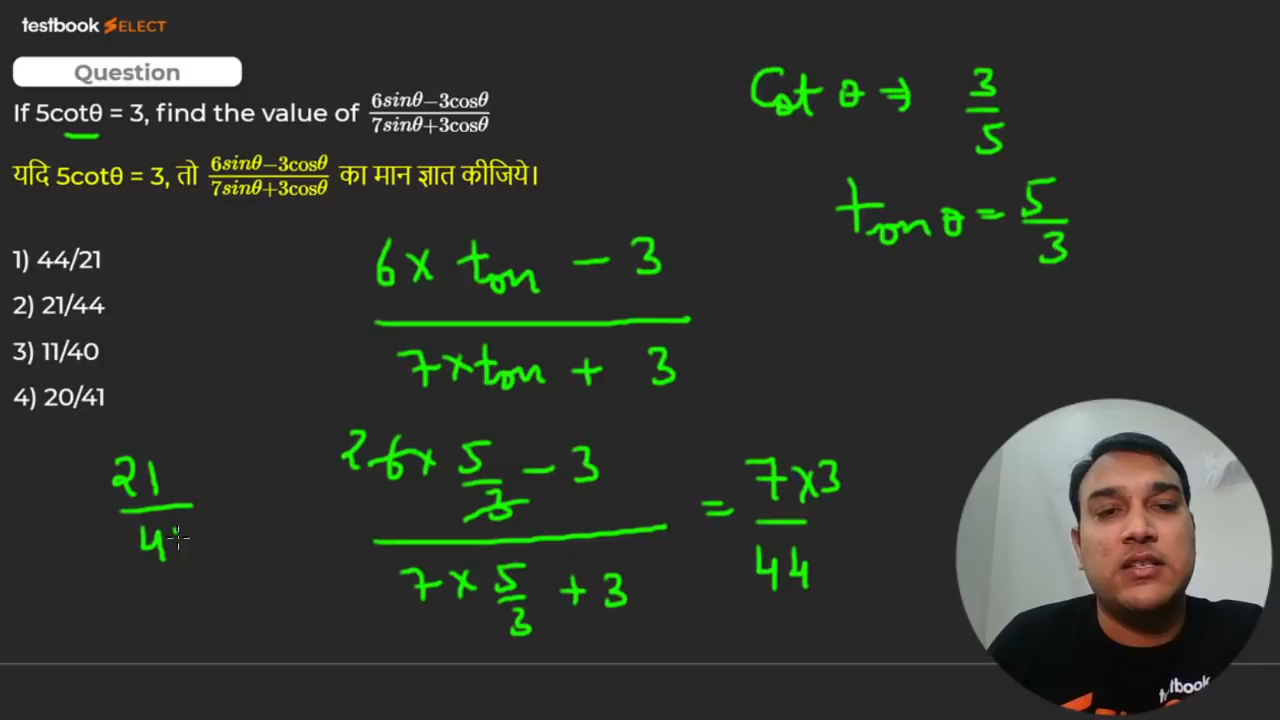 testbook SELECT
Question
If 5cotθ = 3, find the value of (6sinθ−3cosθ)/(7sinθ+3cosθ)
यदि 5cotθ = 3, तो (6sinθ−3cosθ)/(7sinθ+3cosθ) का मान ज्ञात कीजिये।
1) 44/21
2) 21/44
3) 11/40
4) 20/41
Cot θ ⇒ 3/5
tan θ = 5/3
6 × tan − 3
7 × tan + 3
2 6 × 5/3 − 3
7 × 5/3 + 3
= 7×3/44
21
4
testbook